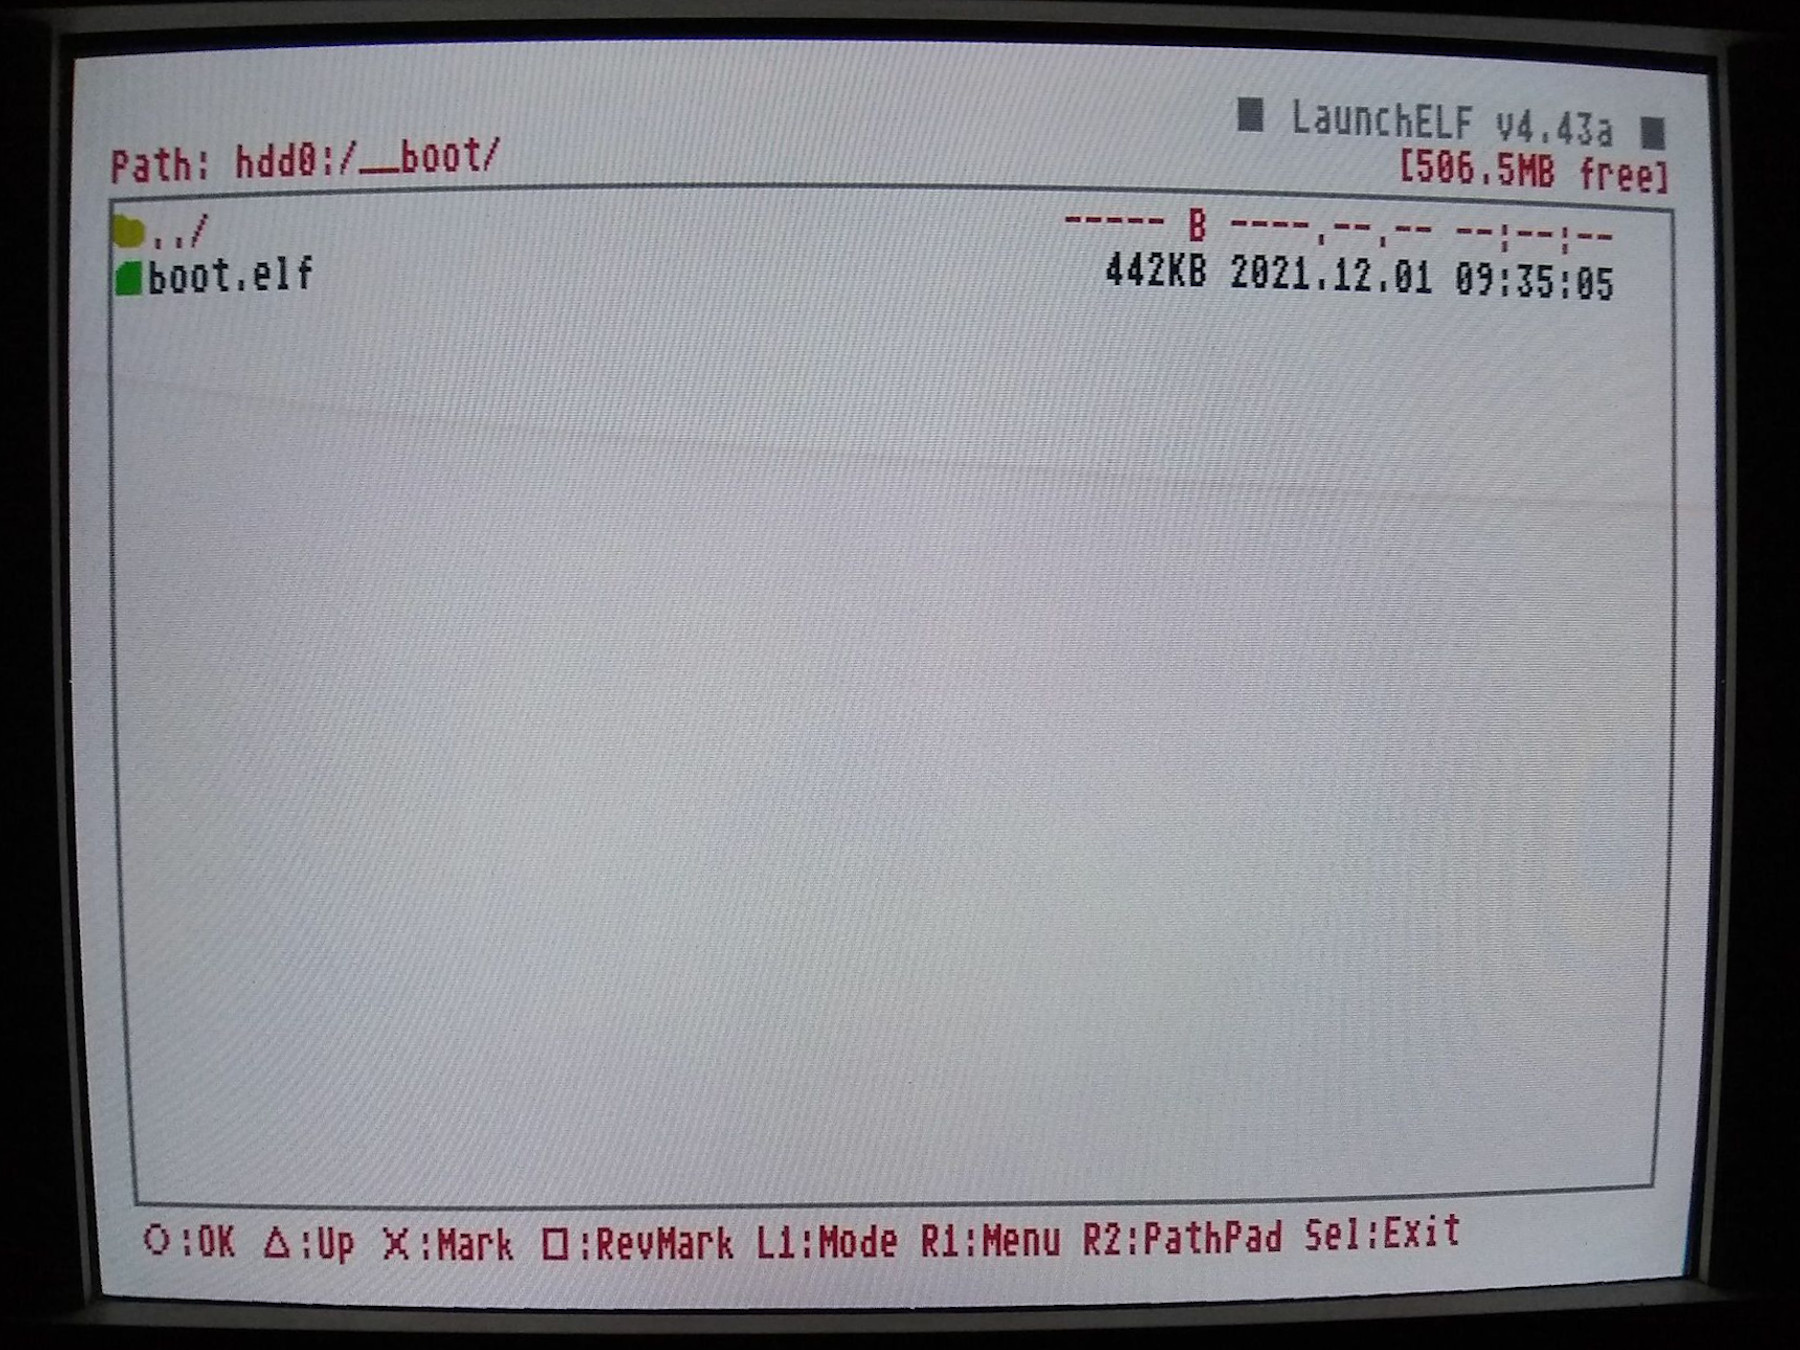 ■ LaunchELF v4.43a ■
Path: hdd0:/__boot/ [506.5MB free]
../ ----- B ----.--.-- --:--:--
boot.elf 442KB 2021.12.01 09:35:05
○:OK △:Up ×:Mark □:RevMark L1:Mode R1:Menu R2:PathPad Sel:Exit